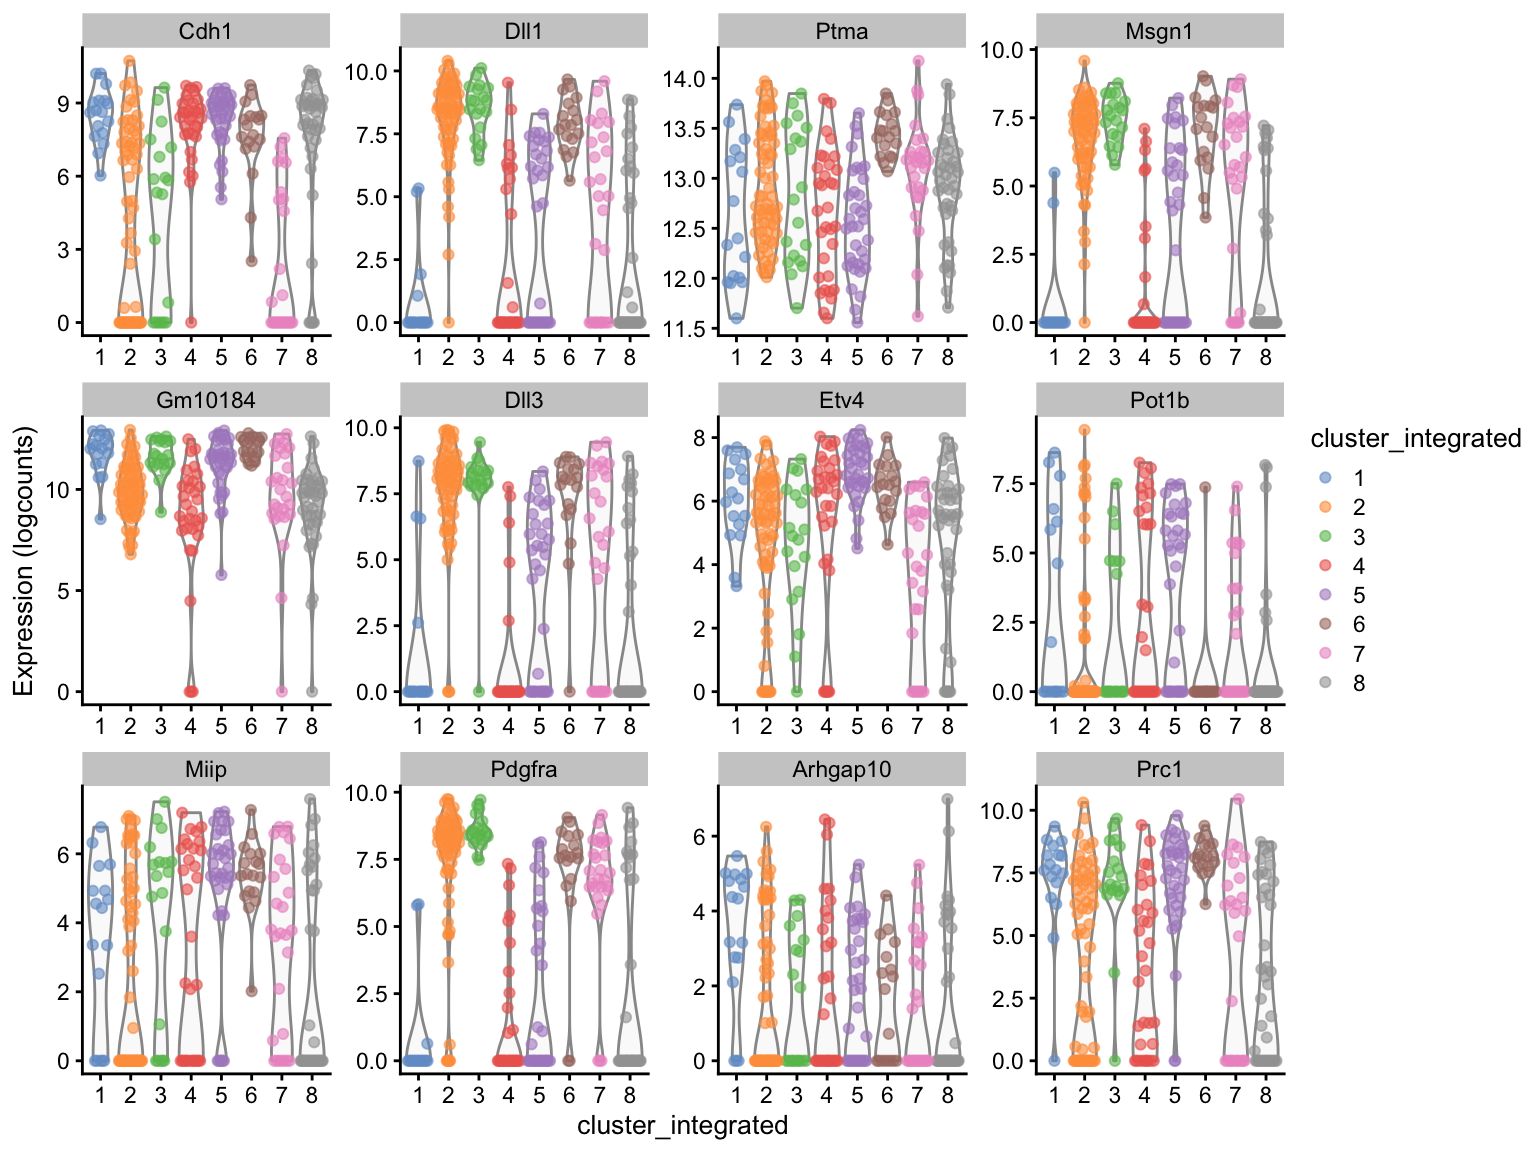 Cdh1 Dll1 Ptma Msgn1
9 6 3 0
10.0 7.5 5.0 2.5 0.0
14.0 13.5 13.0 12.5 12.0 11.5
10.0 7.5 5.0 2.5 0.0
1 2 3 4 5 6 7 8 1 2 3 4 5 6 7 8 1 2 3 4 5 6 7 8 1 2 3 4 5 6 7 8
Gm10184 Dll3 Etv4 Pot1b
10 5 0
10.0 7.5 5.0 2.5 0.0
8 6 4 2 0
7.5 5.0 2.5 0.0
1 2 3 4 5 6 7 8 1 2 3 4 5 6 7 8 1 2 3 4 5 6 7 8 1 2 3 4 5 6 7 8
Miip Pdgfra Arhgap10 Prc1
6 4 2 0
10.0 7.5 5.0 2.5 0.0
6 4 2 0
10.0 7.5 5.0 2.5 0.0
1 2 3 4 5 6 7 8 1 2 3 4 5 6 7 8 1 2 3 4 5 6 7 8 1 2 3 4 5 6 7 8
Expression (logcounts)
cluster_integrated
cluster_integrated
1
2
3
4
5
6
7
8